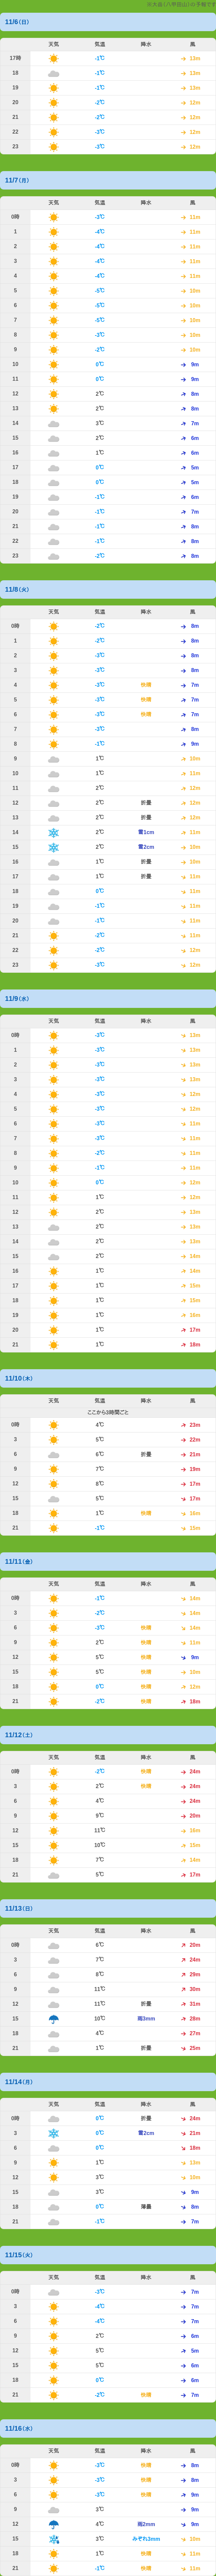 11/6(日)
天気 気温 降水 風
17時 -1℃ 13m
18 -1℃ 13m
19 -1℃ 13m
20 -2℃ 12m
21 -2℃ 12m
22 -3℃ 12m
23 -3℃ 12m
11/7(月)
天気 気温 降水 風
0時 -3℃ 11m
1 -4℃ 11m
2 -4℃ 11m
3 -4℃ 11m
4 -4℃ 11m
5 -5℃ 10m
6 -5℃ 10m
7 -5℃ 10m
8 -3℃ 10m
9 -2℃ 10m
10 0℃ 9m
11 0℃ 9m
12 2℃ 8m
13 2℃ 8m
14 3℃ 7m
15 2℃ 6m
16 1℃ 6m
17 0℃ 5m
18 0℃ 5m
19 -1℃ 6m
20 -1℃ 7m
21 -1℃ 8m
22 -1℃ 8m
23 -2℃ 8m
11/8(火)
天気 気温 降水 風
0時 -2℃ 8m
1 -2℃ 8m
2 -3℃ 8m
3 -3℃ 8m
4 -3℃ 快晴 7m
5 -3℃ 快晴 7m
6 -3℃ 快晴 7m
7 -3℃ 8m
8 -1℃ 9m
9 1℃ 10m
10 1℃ 11m
11 2℃ 12m
12 2℃ 折曇 12m
13 2℃ 折曇 12m
14 2℃ 雪1cm 11m
15 2℃ 雪2cm 10m
16 1℃ 折曇 10m
17 1℃ 折曇 11m
18 0℃ 11m
19 -1℃ 11m
20 -1℃ 11m
21 -2℃ 11m
22 -2℃ 12m
23 -3℃ 12m
11/9(水)
天気 気温 降水 風
0時 -3℃ 13m
1 -3℃ 13m
2 -3℃ 13m
3 -3℃ 13m
4 -3℃ 12m
5 -3℃ 12m
6 -3℃ 11m
7 -3℃ 11m
8 -2℃ 11m
9 -1℃ 11m
10 0℃ 12m
11 1℃ 12m
12 2℃ 13m
13 2℃ 13m
14 2℃ 13m
15 2℃ 14m
16 1℃ 14m
17 1℃ 15m
18 1℃ 15m
19 1℃ 16m
20 1℃ 17m
21 1℃ 18m
11/10(木)
天気 気温 降水 風
ここから3時間ごと
0時 4℃ 23m
3 5℃ 22m
6 6℃ 折曇 21m
9 7℃ 19m
12 8℃ 17m
15 5℃ 17m
18 1℃ 快晴 16m
21 -1℃ 15m
11/11(金)
天気 気温 降水 風
0時 -1℃ 14m
3 -2℃ 14m
6 -3℃ 快晴 14m
9 2℃ 快晴 11m
12 5℃ 快晴 9m
15 5℃ 快晴 10m
18 0℃ 快晴 12m
21 -2℃ 快晴 18m
11/12(土)
天気 気温 降水 風
0時 -2℃ 快晴 24m
3 2℃ 快晴 24m
6 4℃ 24m
9 9℃ 20m
12 11℃ 16m
15 10℃ 15m
18 7℃ 14m
21 5℃ 17m
11/13(日)
天気 気温 降水 風
0時 6℃ 20m
3 7℃ 24m
6 8℃ 29m
9 11℃ 30m
12 11℃ 折曇 31m
15 10℃ 雨3mm 28m
18 4℃ 27m
21 1℃ 折曇 25m
11/14(月)
天気 気温 降水 風
0時 0℃ 折曇 24m
3 0℃ 雪2cm 21m
6 0℃ 18m
9 1℃ 13m
12 3℃ 10m
15 3℃ 9m
18 0℃ 薄曇 8m
21 -1℃ 7m
11/15(火)
天気 気温 降水 風
0時 -3℃ 7m
3 -4℃ 7m
6 -4℃ 7m
9 2℃ 6m
12 5℃ 5m
15 5℃ 6m
18 0℃ 6m
21 -2℃ 快晴 7m
11/16(水)
天気 気温 降水 風
0時 -3℃ 快晴 8m
3 -3℃ 快晴 8m
6 -3℃ 快晴 9m
9 3℃ 9m
12 4℃ 雨2mm 9m
15 3℃ みぞれ3mm 10m
18 1℃ 快晴 11m
21 -1℃ 快晴 11m